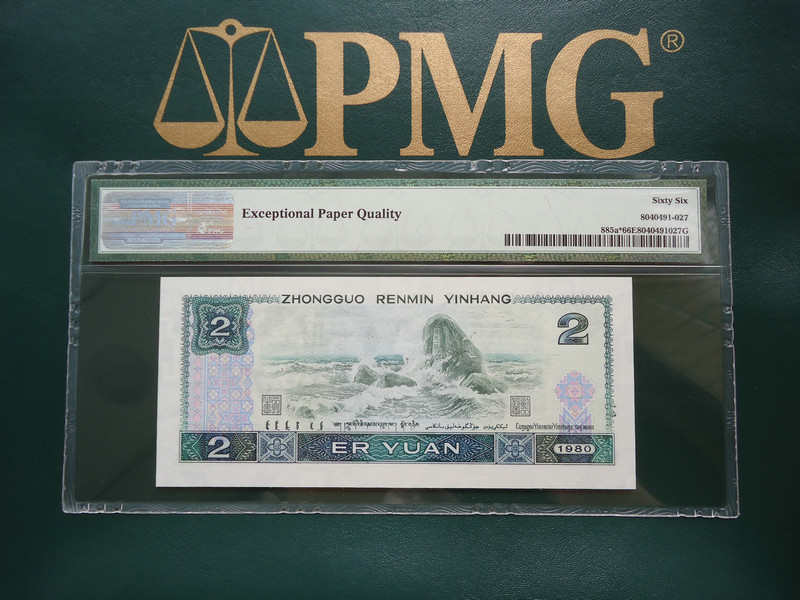 PMG®
Exceptional Paper Quality
Sixty Six
8040491-027
885a*66E8040491027G
ZHONGGUO RENMIN YINHANG
2
2
2
ER YUAN
1980